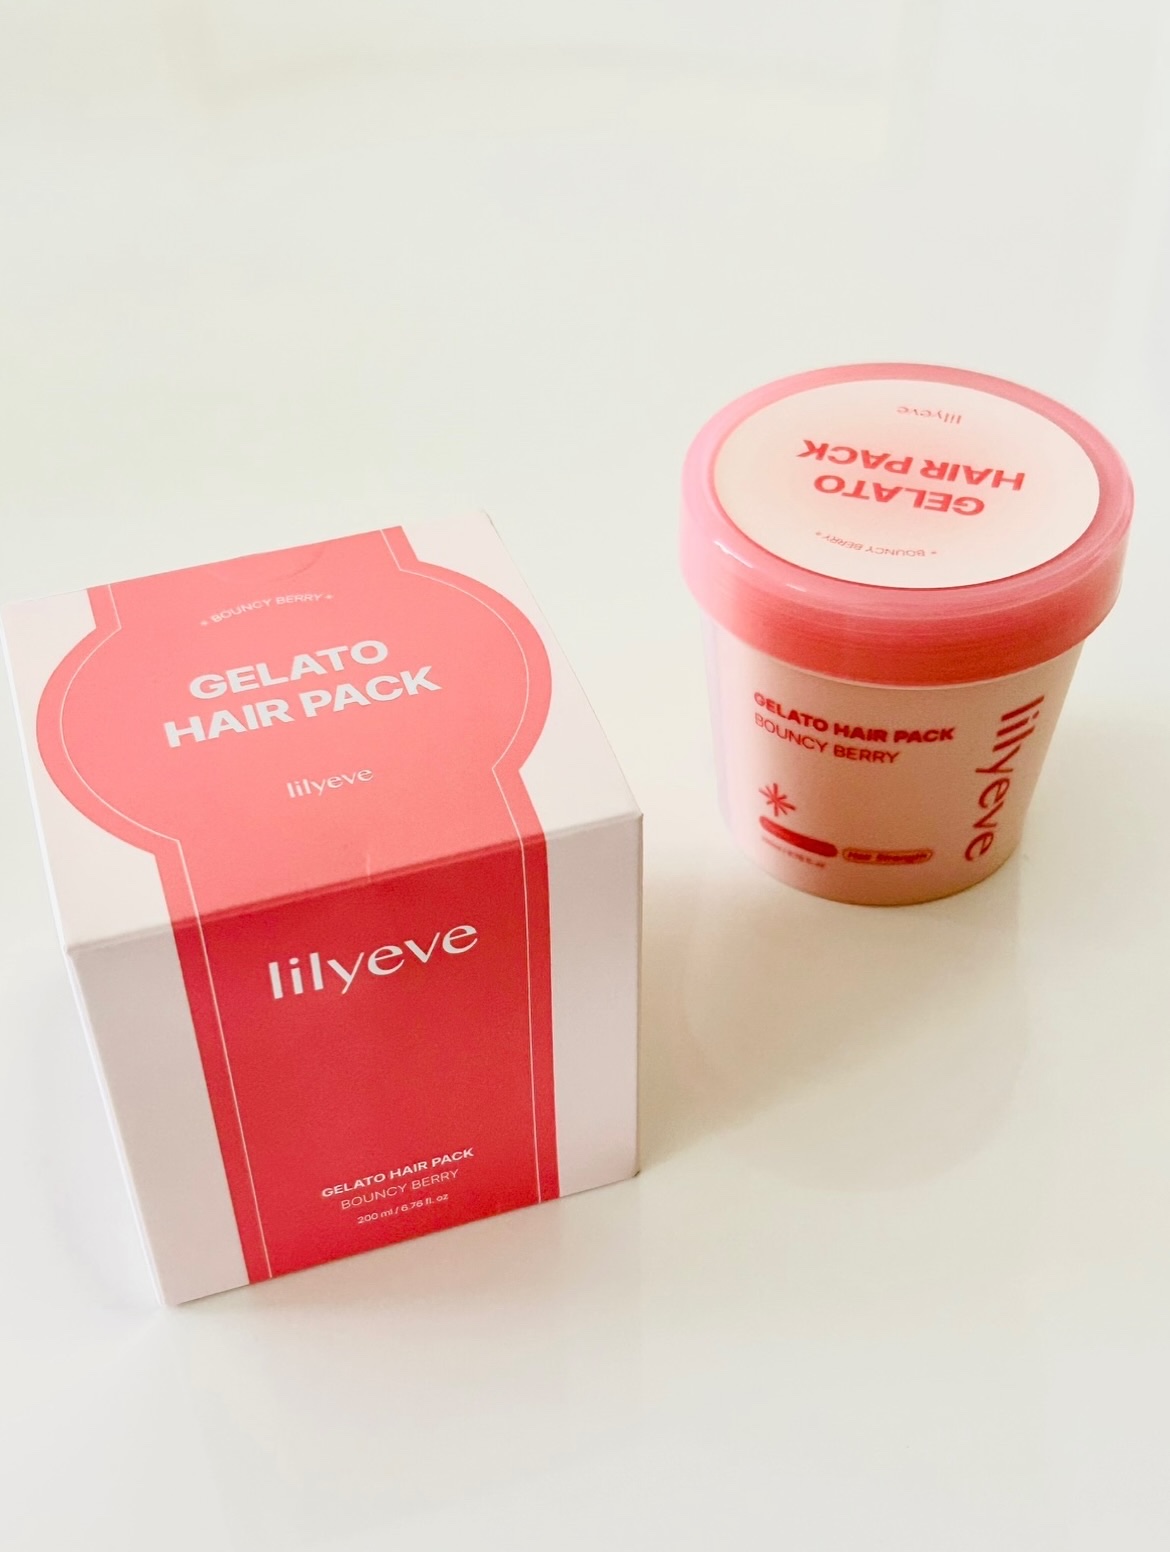 * BOUNCY BERRY *
GELATO
HAIR PACK
lilyeve
lilyeve
GELATO HAIR PACK
BOUNCY BERRY
200 ml / 6.76 fl. oz
* BOUNCY BERRY *
GELATO
HAIR PACK
lilyeve
GELATO HAIR PACK
BOUNCY BERRY
Hair Strength
lilyeve